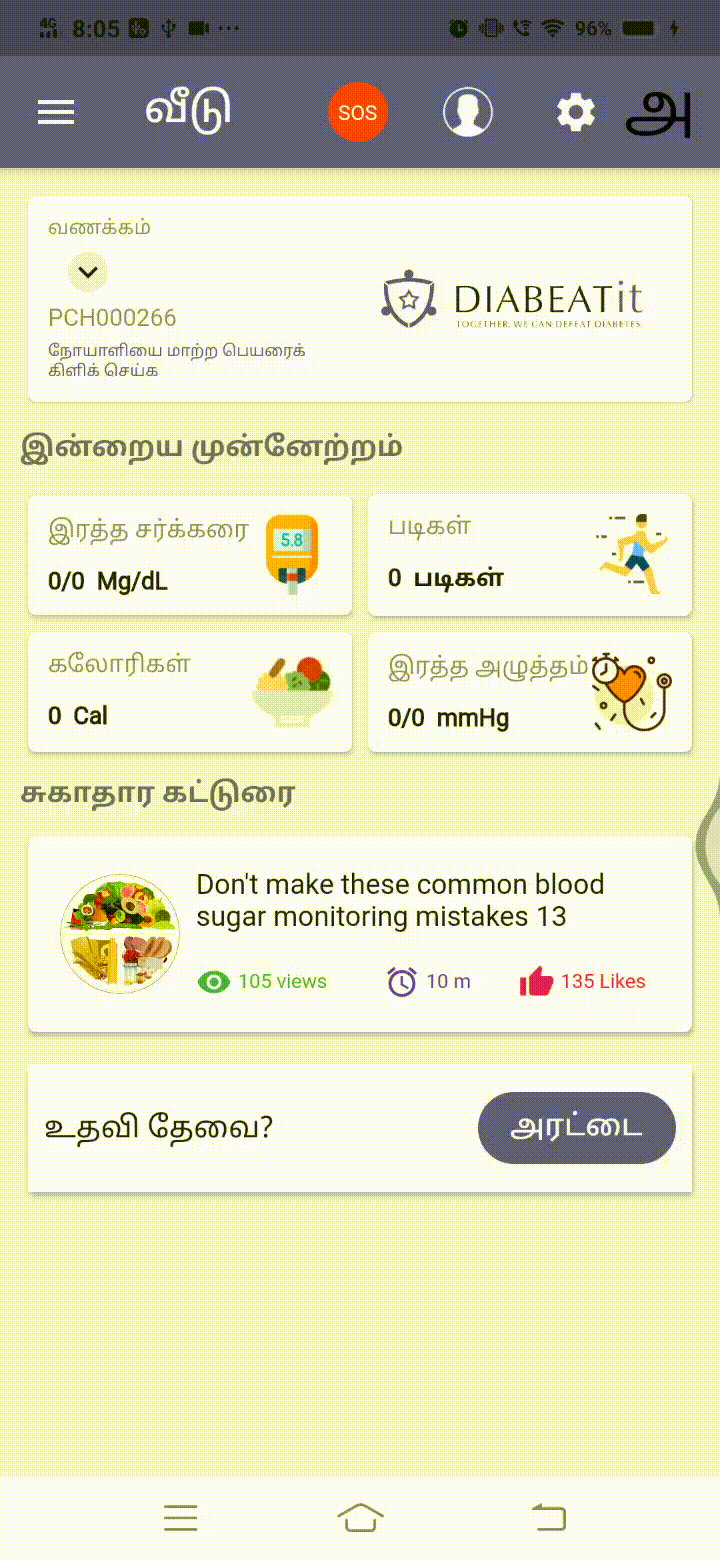 4G 8:05 96%
வீடு SOS அ
வணக்கம்
PCH000266
நோயாளியை மாற்ற பெயரைக்
கிளிக் செய்க
DIABEATit
TOGETHER, WE CAN DEFEAT DIABETES.
இன்றைய முன்னேற்றம்
இரத்த சர்க்கரை
5.8
0/0 Mg/dL
படிகள்
0 படிகள்
கலோரிகள்
0 Cal
இரத்த அழுத்தம்
0/0 mmHg
சுகாதார கட்டுரை
Don't make these common blood
sugar monitoring mistakes 13
105 views 10 m 135 Likes
உதவி தேவை? அரட்டை